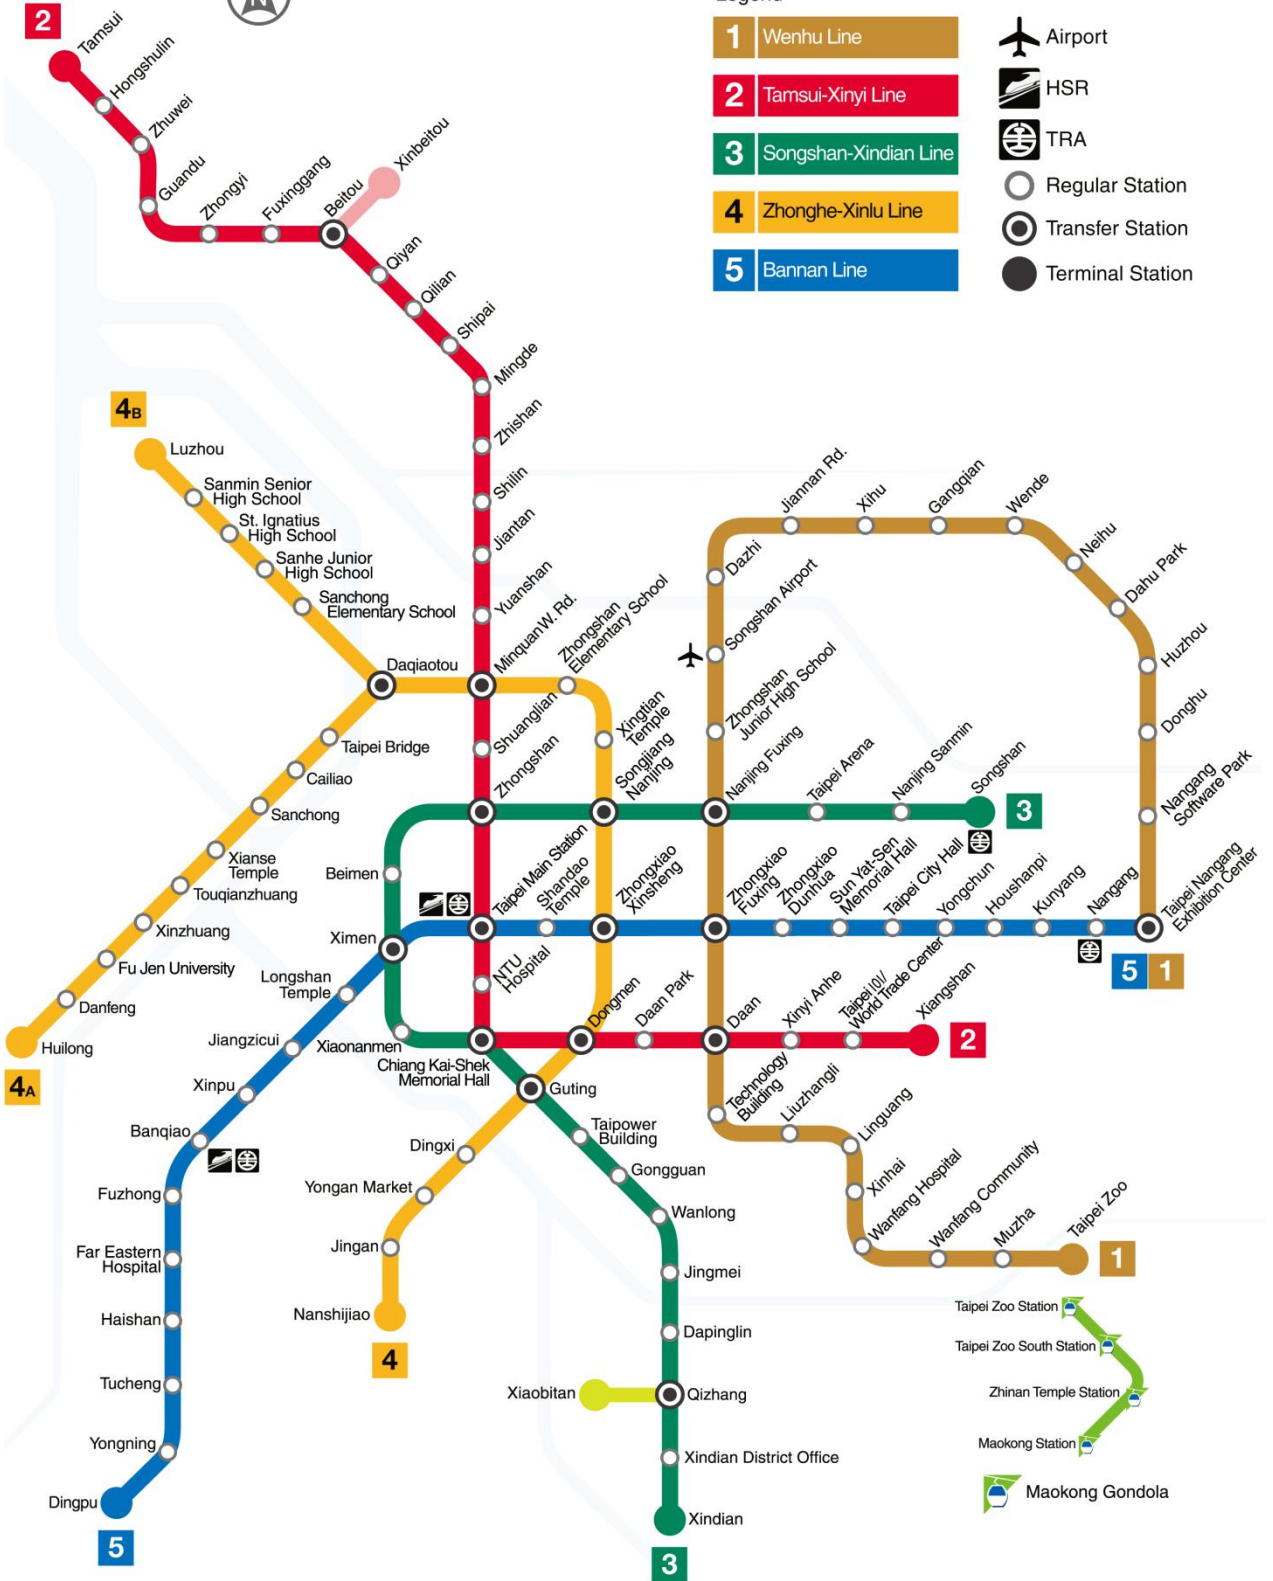 2
Tamsui
Hongshulin
Zhuwei
Guandu
Zhongyi
Fuxinggang
Beitou
Xinbeitou
Qiyan
Qilian
Shipai
Mingde
Zhishan
Shilin
Jiantan
Yuanshan
Minquan W. Rd.
Shuanglian
Zhongshan
Taipei Main Station
NTU
Hospital
Chiang Kai-Shek
Memorial Hall
Dongmen
Daan Park
Daan
Xinyi Anhe
Taipei 101/
World Trade Center
Xiangshan
2
N
Legend
1 Wenhu Line
2 Tamsui-Xinyi Line
3 Songshan-Xindian Line
4 Zhonghe-Xinlu Line
5 Bannan Line
Airport
HSR
TRA
Regular Station
Transfer Station
Terminal Station
4B
Luzhou
Sanmin Senior
High School
St. Ignatius
High School
Sanhe Junior
High School
Sanchong
Elementary School
Daqiaotou
Taipei Bridge
Cailiao
Sanchong
Xianse
Temple
Touqianzhuang
Xinzhuang
Fu Jen University
Danfeng
Huilong
4A
Zhongshan
Elementary School
Xingtian
Temple
Songjiang
Nanjing
Zhongxiao
Xinsheng
Guting
Dingxi
Yongan Market
Jingan
Nanshijiao
4
Jiannan Rd.
Xihu
Gangqian
Wende
Neihu
Dahu Park
Huzhou
Donghu
Nangang
Software Park
Taipei Nangang
Exhibition Center
5 1
Dazhi
Songshan Airport
Zhongshan
Junior High School
Nanjing Fuxing
Zhongxiao
Fuxing
Technology
Building
Liuzhangli
Linguang
Xinhai
Wanfang Hospital
Wanfang Community
Muzha
Taipei Zoo
1
Taipei Arena
Nanjing Sanmin
Songshan
3
Beimen
Ximen
Xiaonanmen
Taipower
Building
Gongguan
Wanlong
Jingmei
Dapinglin
Xiaobitan
Qizhang
Xindian District Office
Xindian
3
Shandao
Temple
Zhongxiao
Dunhua
Sun Yat-Sen
Memorial Hall
Taipei City Hall
Yongchun
Houshanpi
Kunyang
Nangang
Longshan
Temple
Jiangzicui
Xinpu
Banqiao
Fuzhong
Far Eastern
Hospital
Haishan
Tucheng
Yongning
Dingpu
5
Taipei Zoo Station
Taipei Zoo South Station
Zhinan Temple Station
Maokong Station
Maokong Gondola